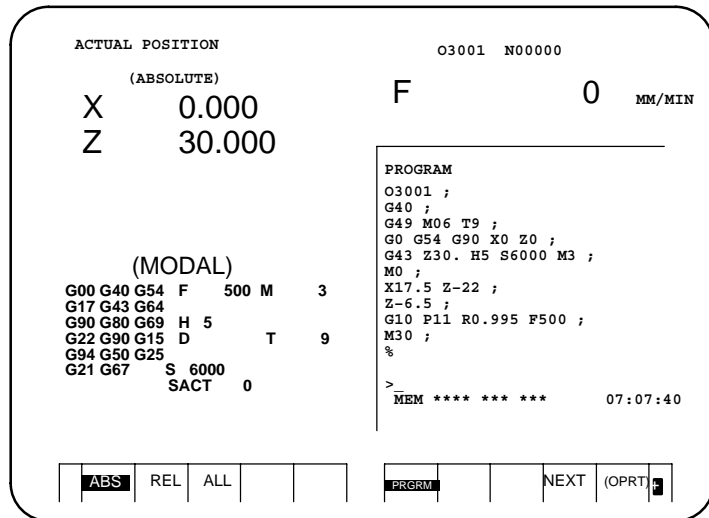 ACTUAL POSITION
(ABSOLUTE)
X 0.000
Z 30.000
(MODAL)
G00 G40 G54 F 500 M 3
G17 G43 G64
G90 G80 G69 H 5
G22 G90 G15 D T 9
G94 G50 G25
G21 G67 S 6000
SACT 0
O3001 N00000
F 0 MM/MIN
PROGRAM
O3001 ;
G40 ;
G49 M06 T9 ;
G0 G54 G90 X0 Z0 ;
G43 Z30. H5 S6000 M3 ;
M0 ;
X17.5 Z-22 ;
Z-6.5 ;
G10 P11 R0.995 F500 ;
M30 ;
%
>_
MEM **** *** *** 07:07:40
ABS REL ALL PRGRM NEXT (OPRT) +